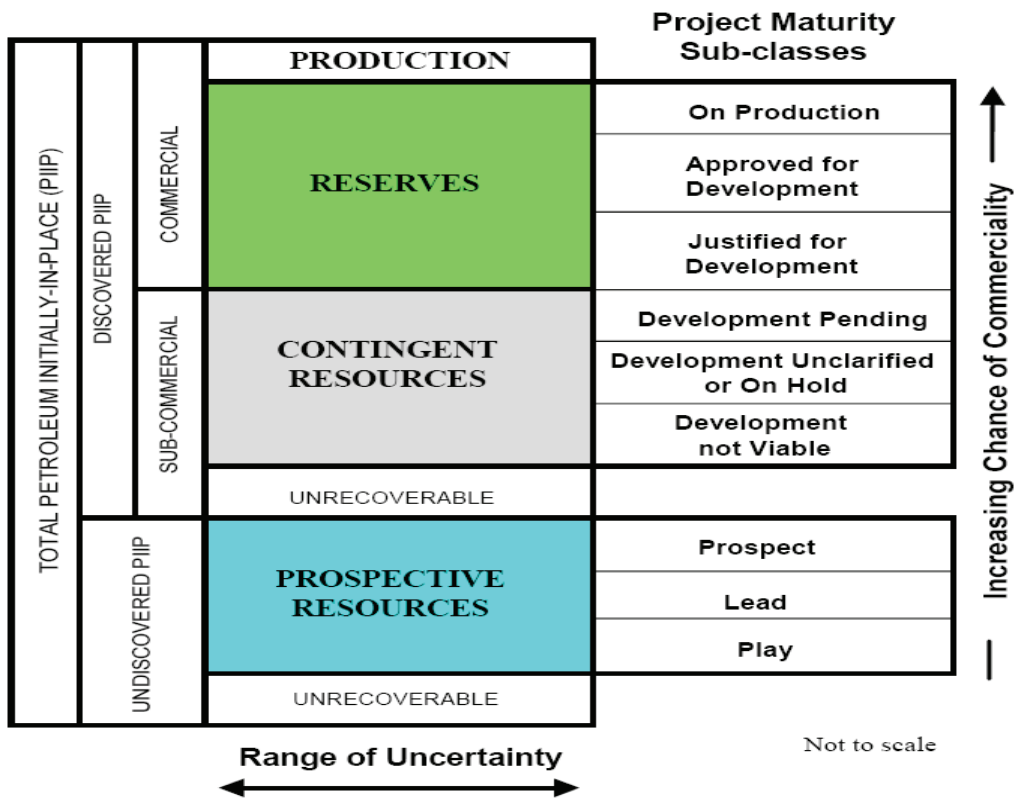 Project Maturity
Sub-classes
TOTAL PETROLEUM INITIALLY-IN-PLACE (PIIP)
DISCOVERED PIIP
COMMERCIAL
PRODUCTION
RESERVES
On Production
Approved for
Development
Justified for
Development
SUB-COMMERCIAL
CONTINGENT
RESOURCES
Development Pending
Development Unclarified
or On Hold
Development
not Viable
UNRECOVERABLE
UNDISCOVERED PIIP
PROSPECTIVE
RESOURCES
Prospect
Lead
Play
UNRECOVERABLE
Increasing Chance of Commerciality
Range of Uncertainty
Not to scale